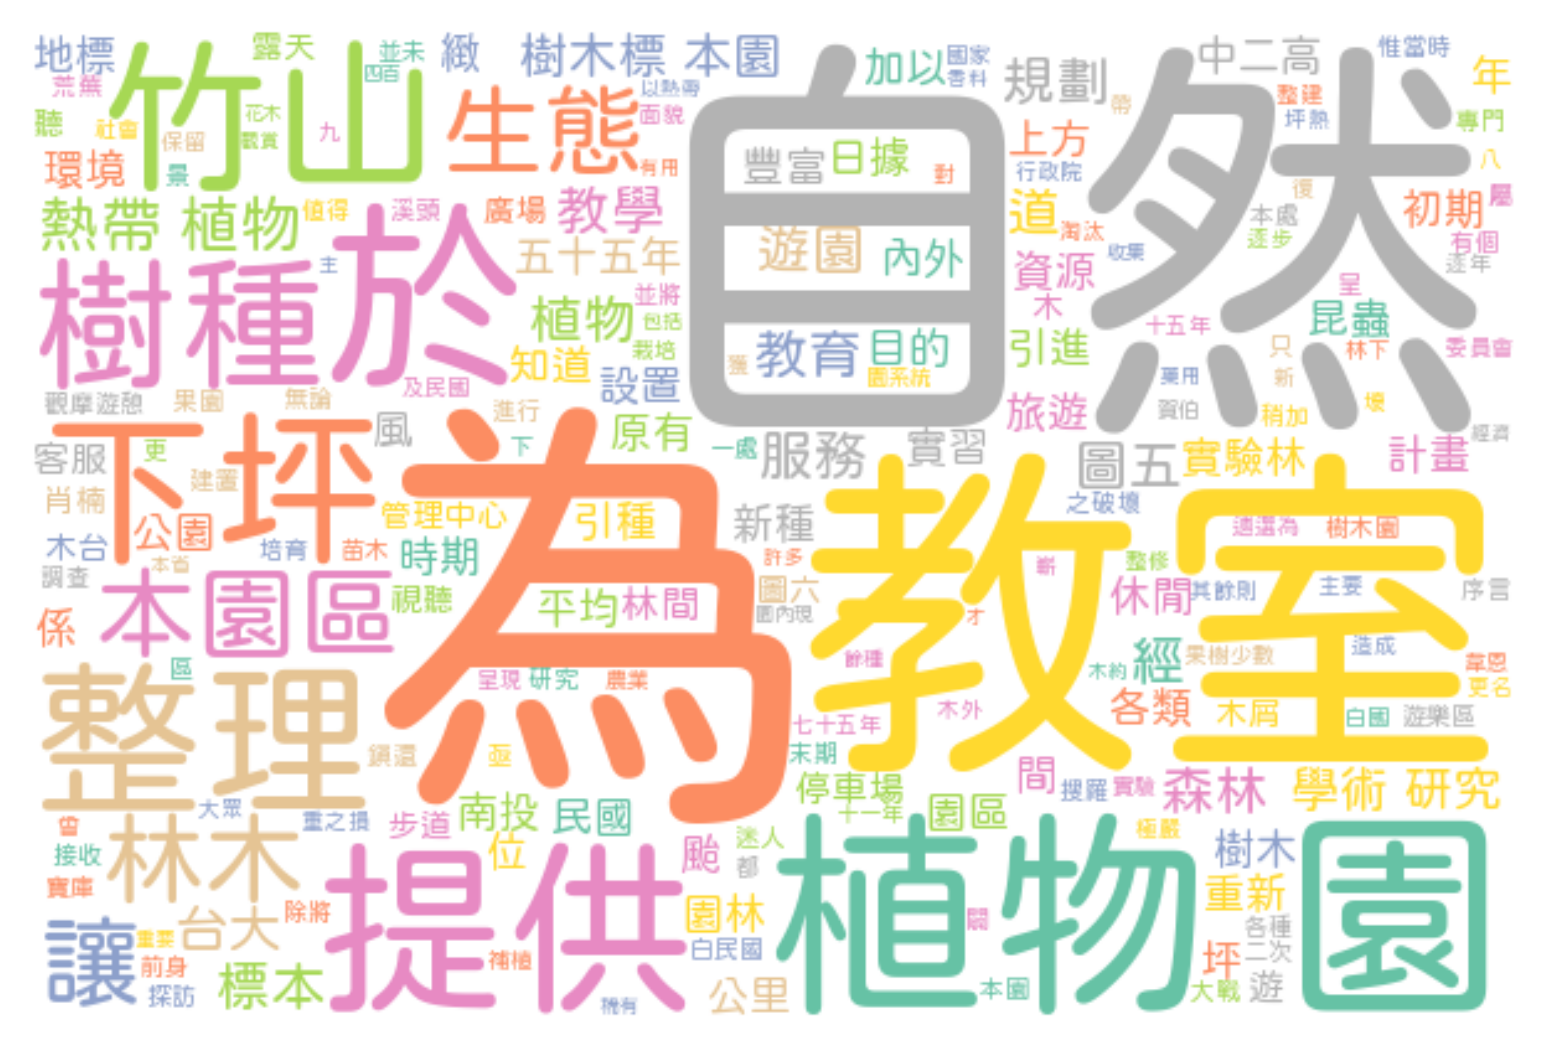 地標
竹山
露天
並未
四百
緻
樹木標
本園
自然
加以
國家
香料
規劃
中二高
惟當時
年
荒蕪
聽
社會
保留
花木
觀賞
九
生態
以熱帶
面貌
有用
環境
景
豐富
日據
對
上方
行政院
帶
整建
坪熱
專門
八
熱帶
植物
值得
溪頭
廣場
教學
遊園
內外
道
淘汰
收集
復
本處
逐步
初期
屬
有個
逐年
樹種
主
於
五十五年
並將
植物
包括
栽培
資源
木
呈
十五年
昆蟲
引進
知道
設置
獲
教育
目的
園系統
藥用
只
新
林下
委員會
觀摩遊憩
果園
無論
及民國
進行
旅遊
賀伯
稍加
壞
經濟
下坪
更
風
下
原有
一處
服務
實習
圖五
實驗林
計畫
客服
肖楠
建置
公園
為
管理中心
引種
新種
教室
之破壞
適選為
樹木園
木台
調查
培育
本省
苗木
時期
許多
嶄
整修
本園區
視聽
平均
林間
圖六
園內現
才
休閒
其餘則
主要
序言
係
區
呈現
研究
農業
餘種
木約
經
果樹少數
造成
韋恩
更名
整理
鎮還
亟
七十五年
木外
末期
各類
木屑
白國
遊樂區
曾
大眾
重之損
步道
南投
民國
停車場
十一年
園區
間
搜羅
實驗
森林
學術
研究
接收
林木
位
颱
迷人
都
極嚴
樹木
寶庫
提供
植物園
重新
讓
重要
台大
除將
園林
白民國
闢
各種
二次
前身
探訪
標本
補植
稀有
公里
本園
坪
大戰
遊